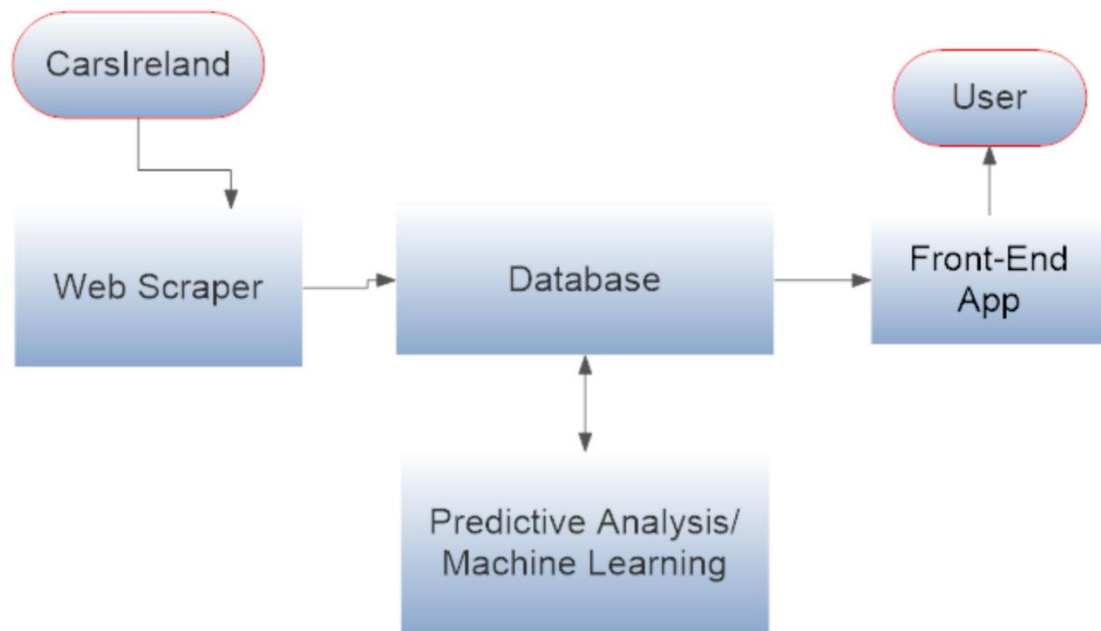 CarsIreland
User
Web Scraper
Database
Front-End
App
Predictive Analysis/
Machine Learning